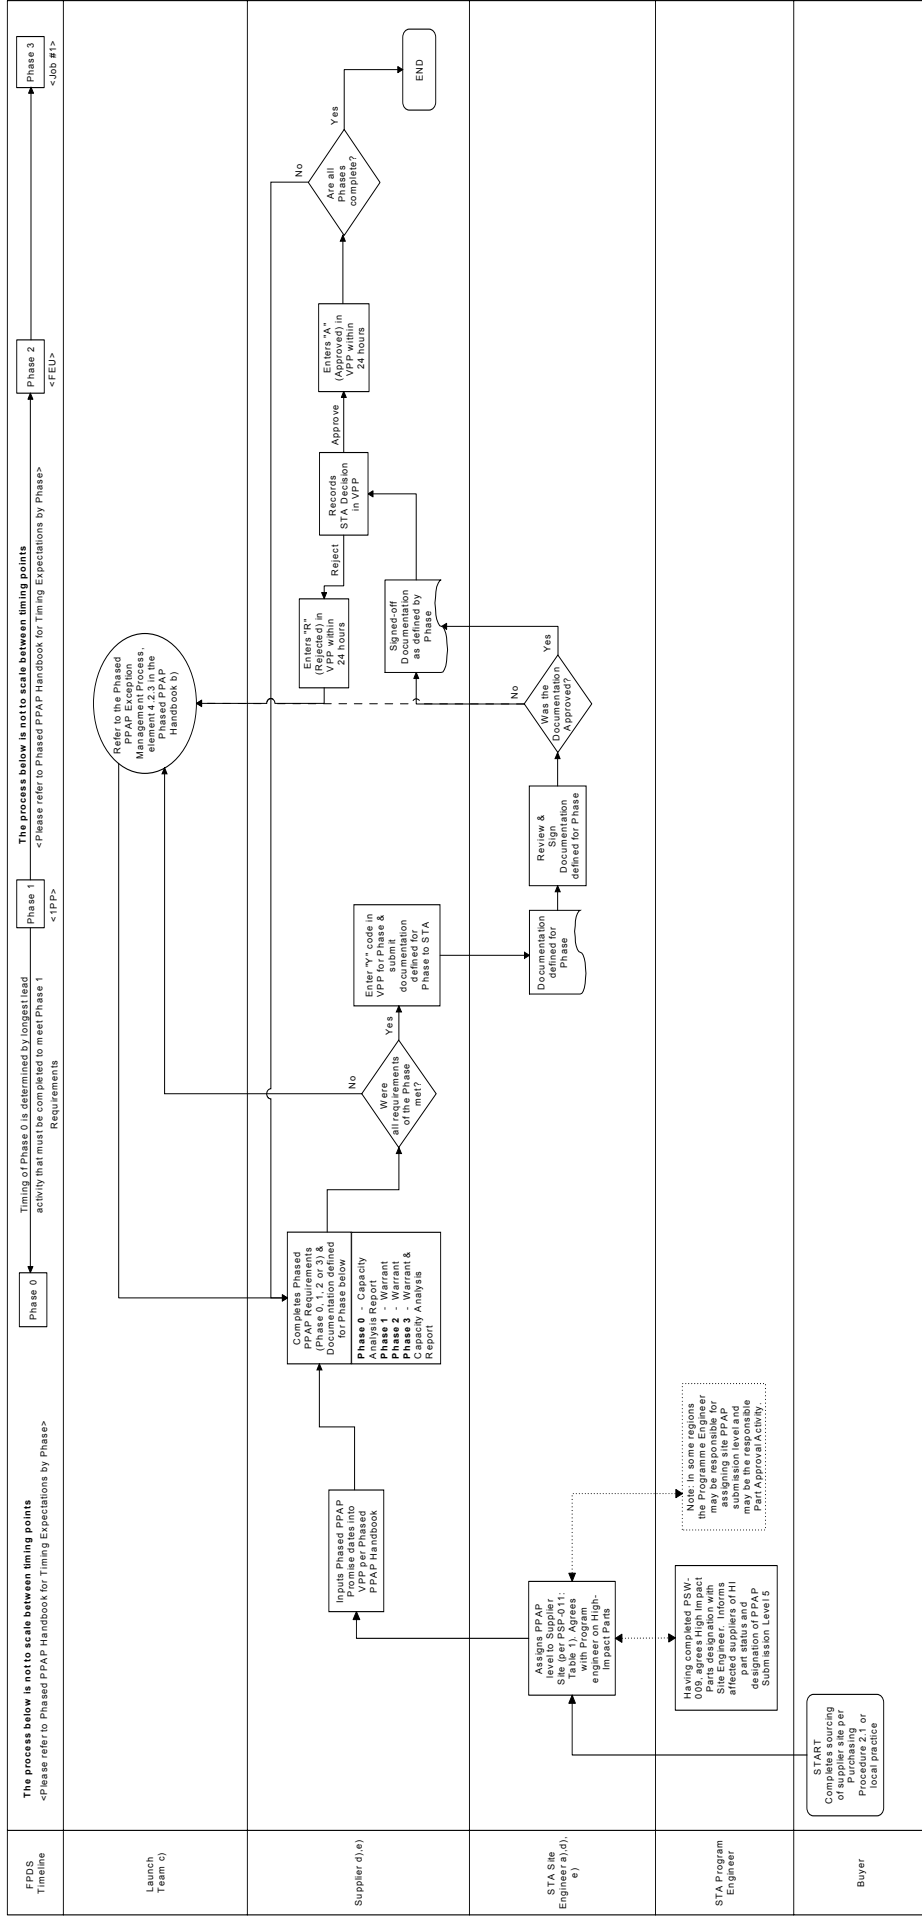 FPDS
Timeline
The process below is not to scale between timing points
<Please refer to Phased PPAP Handbook for Timing Expectations by Phase>
Phase 0
Timing of Phase 0 is determined by longest lead
activity that must be completed to meet Phase 1
Requirements
Phase 1
<1PP>
The process below is not to scale between timing points
<Please refer to Phased PPAP Handbook for Timing Expectations by Phase>
Phase 2
<FEU>
Phase 3
<Job #1>
Launch
Team c)
Refer to the Phased
PPAP Exception
Management Process,
element 4.2.3 in the
Phased PPAP
Handbook b)
Supplier d),e)
Inputs Phased PPAP
Promise dates into
VPP per Phased
PPAP Handbook
Completes Phased
PPAP Requirements
(Phase 0, 1, 2 or 3) &
Documentation defined
for Phase below
Phase 0 - Capacity
Analysis Report
Phase 1 - Warrant
Phase 2 - Warrant
Phase 3 - Warrant &
Capacity Analysis
Report
Were
all requirements
of the Phase
met?
No
Yes
Enter "Y" code in
VPP for Phase &
submit
documentation
defined for
Phase to STA
Enters "R"
(Rejected) in
VPP within
24 hours
Reject
Signed-off
Documentation
as defined by
Phase
Records
STA Decision
in VPP
Approve
Enters "A"
(Approved) in
VPP within
24 hours
Are all
Phases
complete?
No
Yes
END
STA Site
Engineer a),d),
e)
Assigns PPAP
level to Supplier
Site (per PSP-011:
Table 1). Agrees
with Program
engineer on High-
Impact Parts
Documentation
defined for
Phase
Review &
Sign
Documentation
defined for Phase
Was the
Documentation
Approved?
No
Yes
STA Program
Engineer
Having completed PSW-
009, agrees High Impact
Parts designation with
Site Engineer. Informs
affected suppliers of HI
part status and
designation of PPAP
Submission Level 5
Note: In some regions
the Programme Engineer
may be responsible for
assigning site PPAP
submission level and
may be the responsible
Part Approval Activity.
Buyer
START
Completes sourcing
of supplier site per
Purchasing
Procedure 2.1 or
local practice